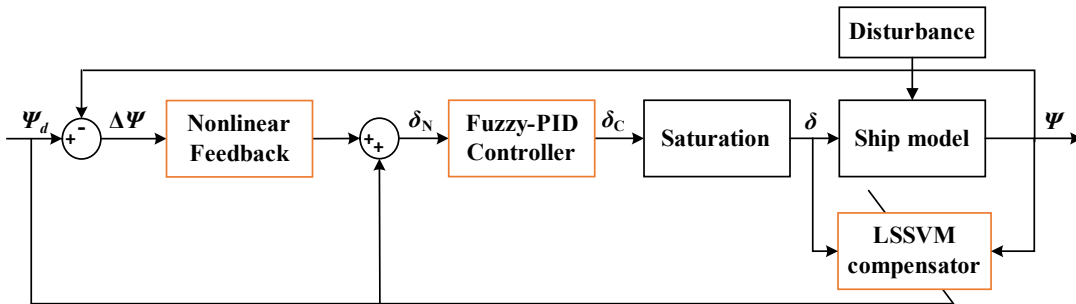 Disturbance
Ψd
+
-
ΔΨ
Nonlinear
Feedback
+
+
δN
Fuzzy-PID
Controller
δC
Saturation
δ
Ship model
Ψ
LSSVM
compensator